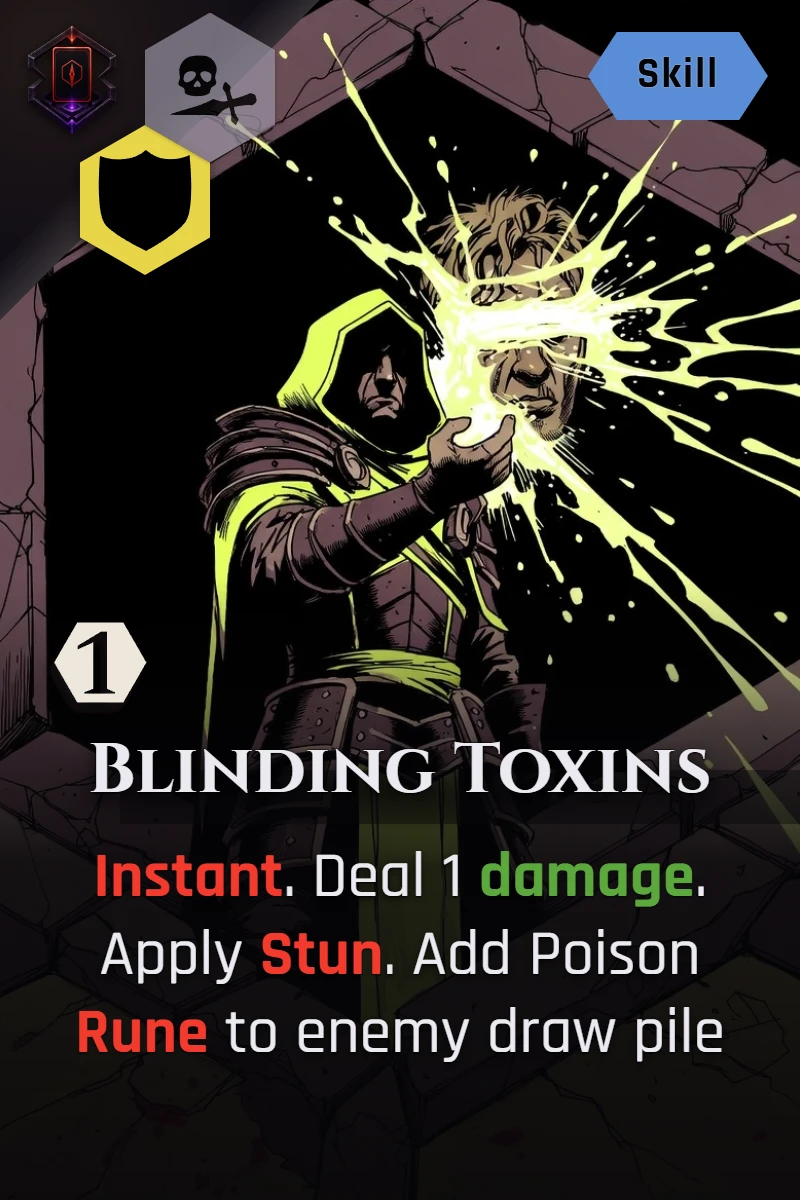 Skill
1
Blinding Toxins
Instant. Deal 1 damage.
Apply Stun. Add Poison
Rune to enemy draw pile